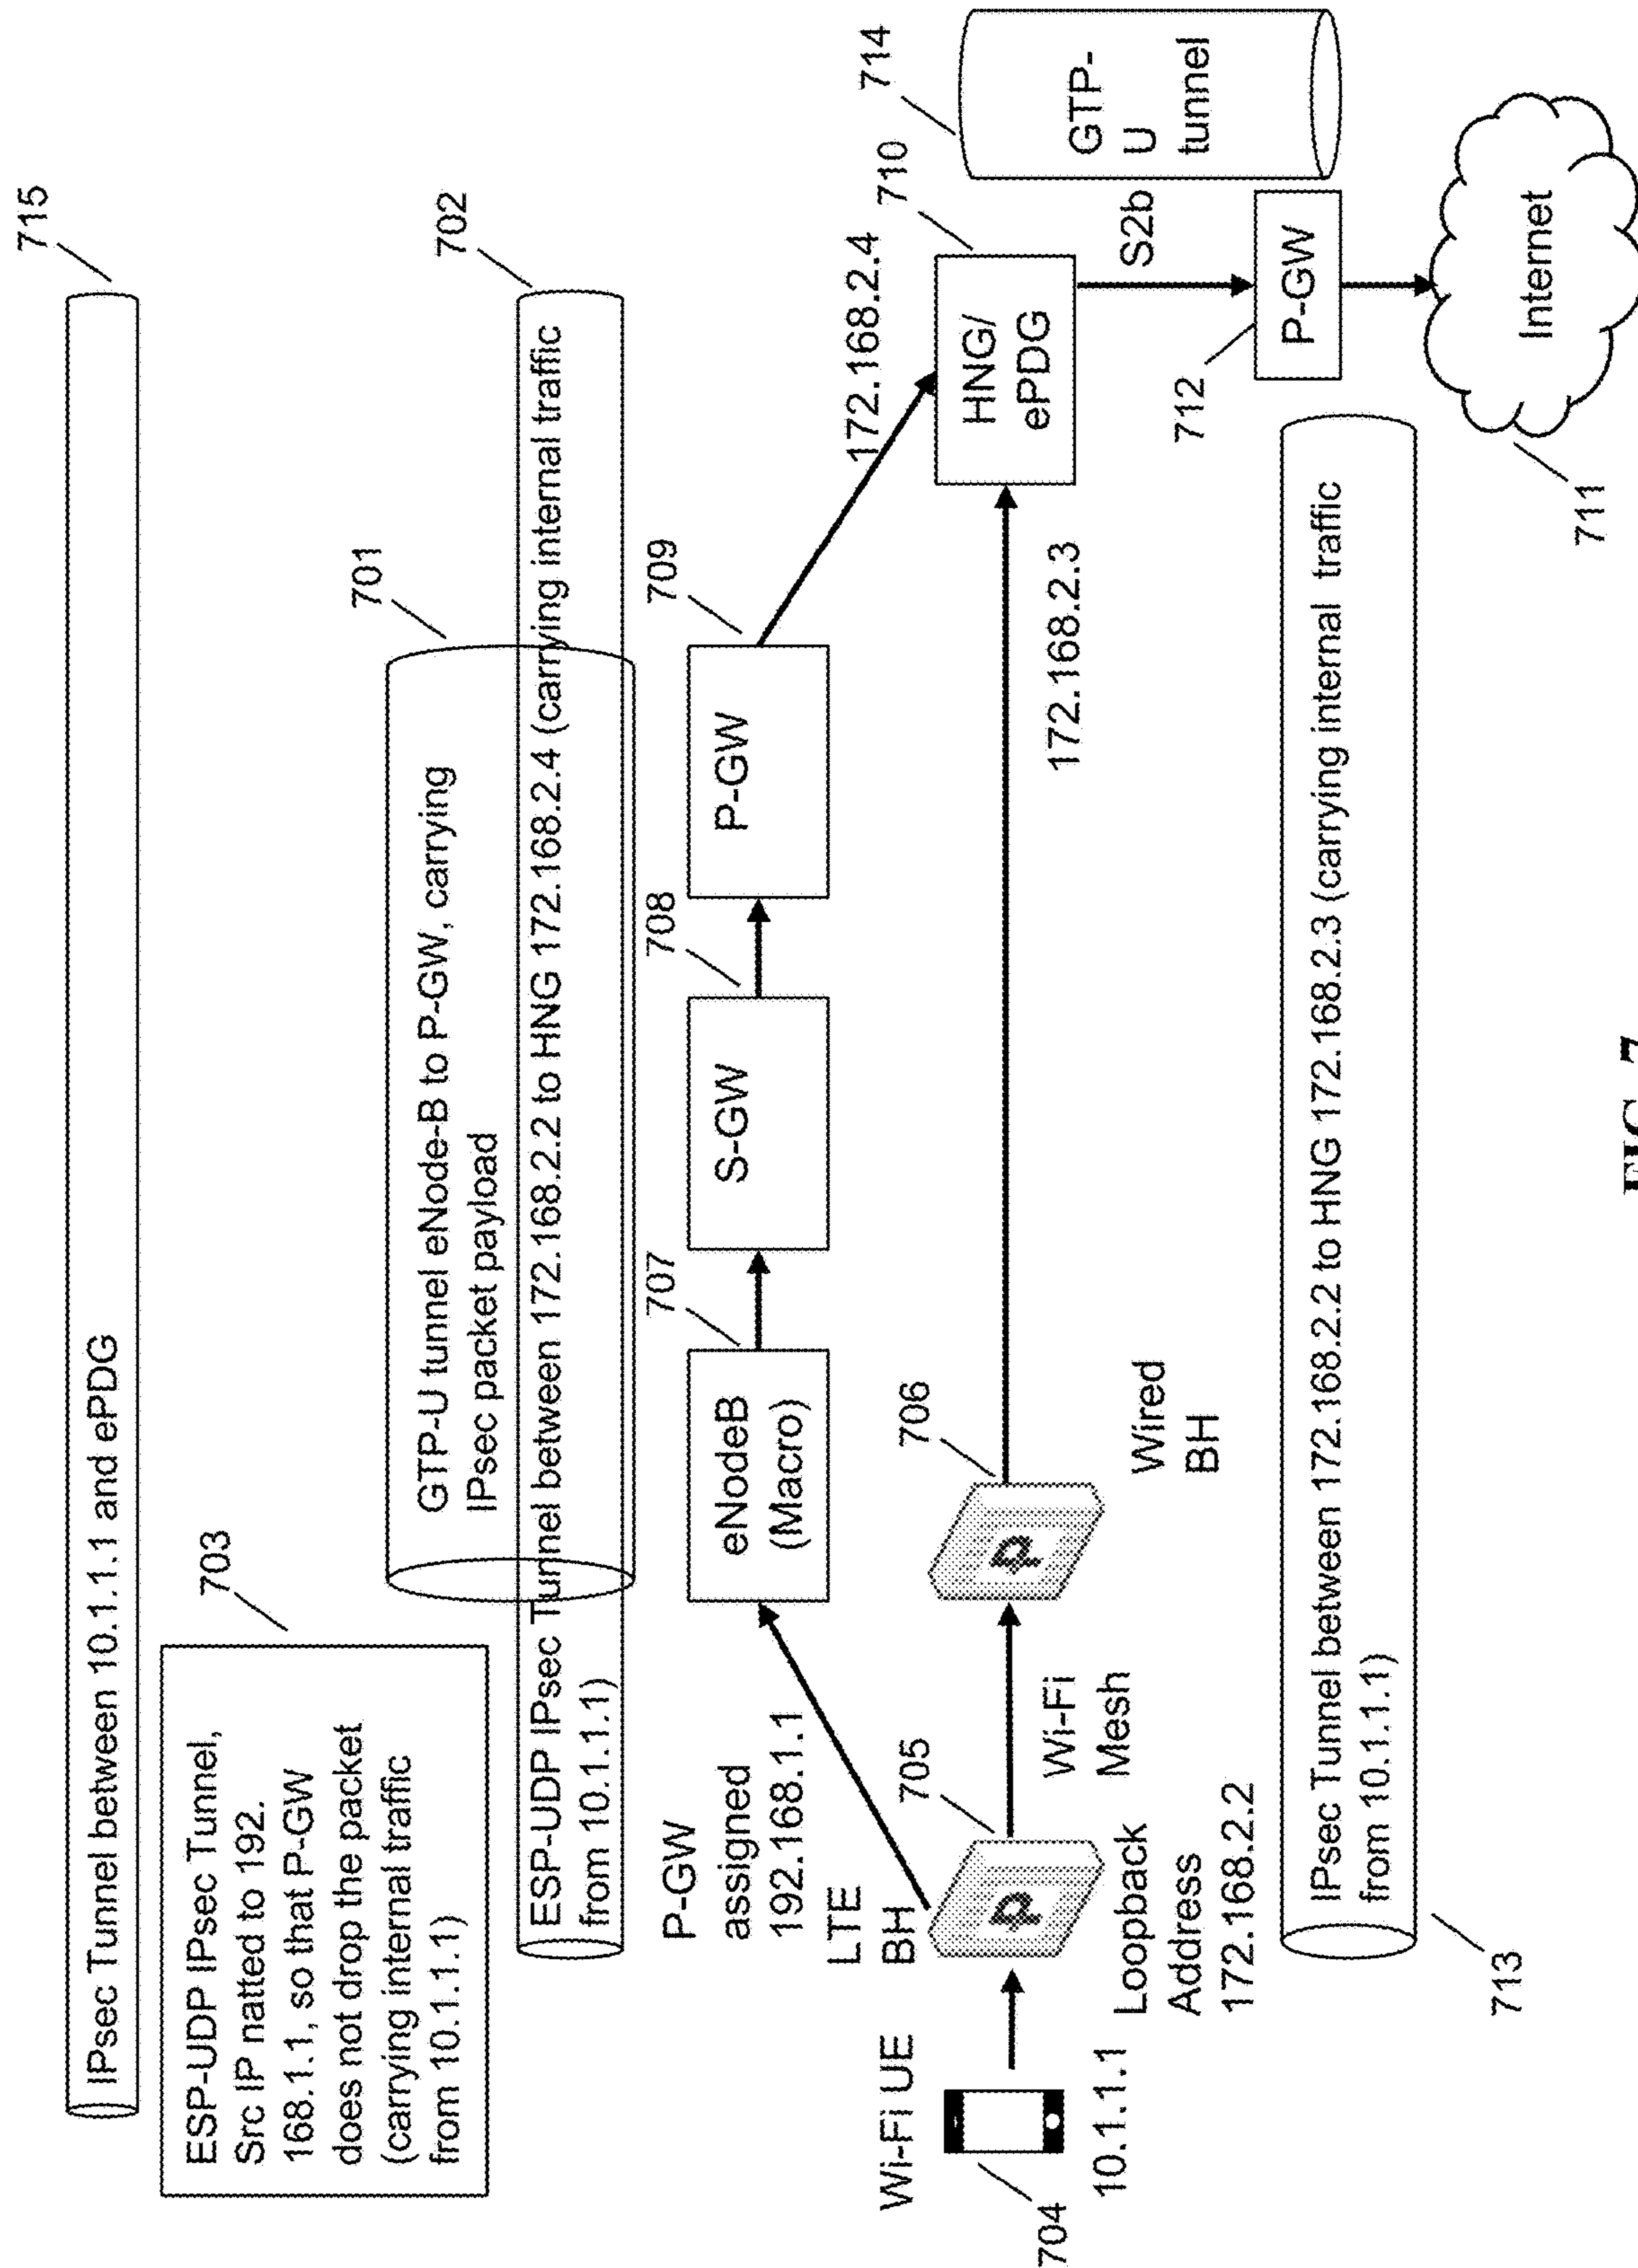 715
IPsec Tunnel between 10.1.1.1 and ePDG
703
ESP-UDP IPsec Tunnel,
Src IP natted to 192.
168.1.1, so that P-GW
does not drop the packet
(carrying internal traffic
from 10.1.1.1)
701
GTP-U tunnel eNode-B to P-GW, carrying
IPsec packet payload
702
ESP-UDP IPsec Tunnel between 172.168.2.2 to HNG 172.168.2.4 (carrying internal traffic
from 10.1.1.1)
P-GW
assigned
192.168.1.1
LTE
BH
707
eNodeB
(Macro)
708
S-GW
709
P-GW
172.168.2.4
710
HNG/
ePDG
714
GTP-
U
tunnel
Wi-Fi UE
704
10.1.1.1
705
Loopback
Address
172.168.2.2
Wi-Fi
Mesh
706
Wired
BH
172.168.2.3
S2b
712
P-GW
Internet
711
713
IPsec Tunnel between 172.168.2.2 to HNG 172.168.2.3 (carrying internal traffic
from 10.1.1.1)
FIG. 7